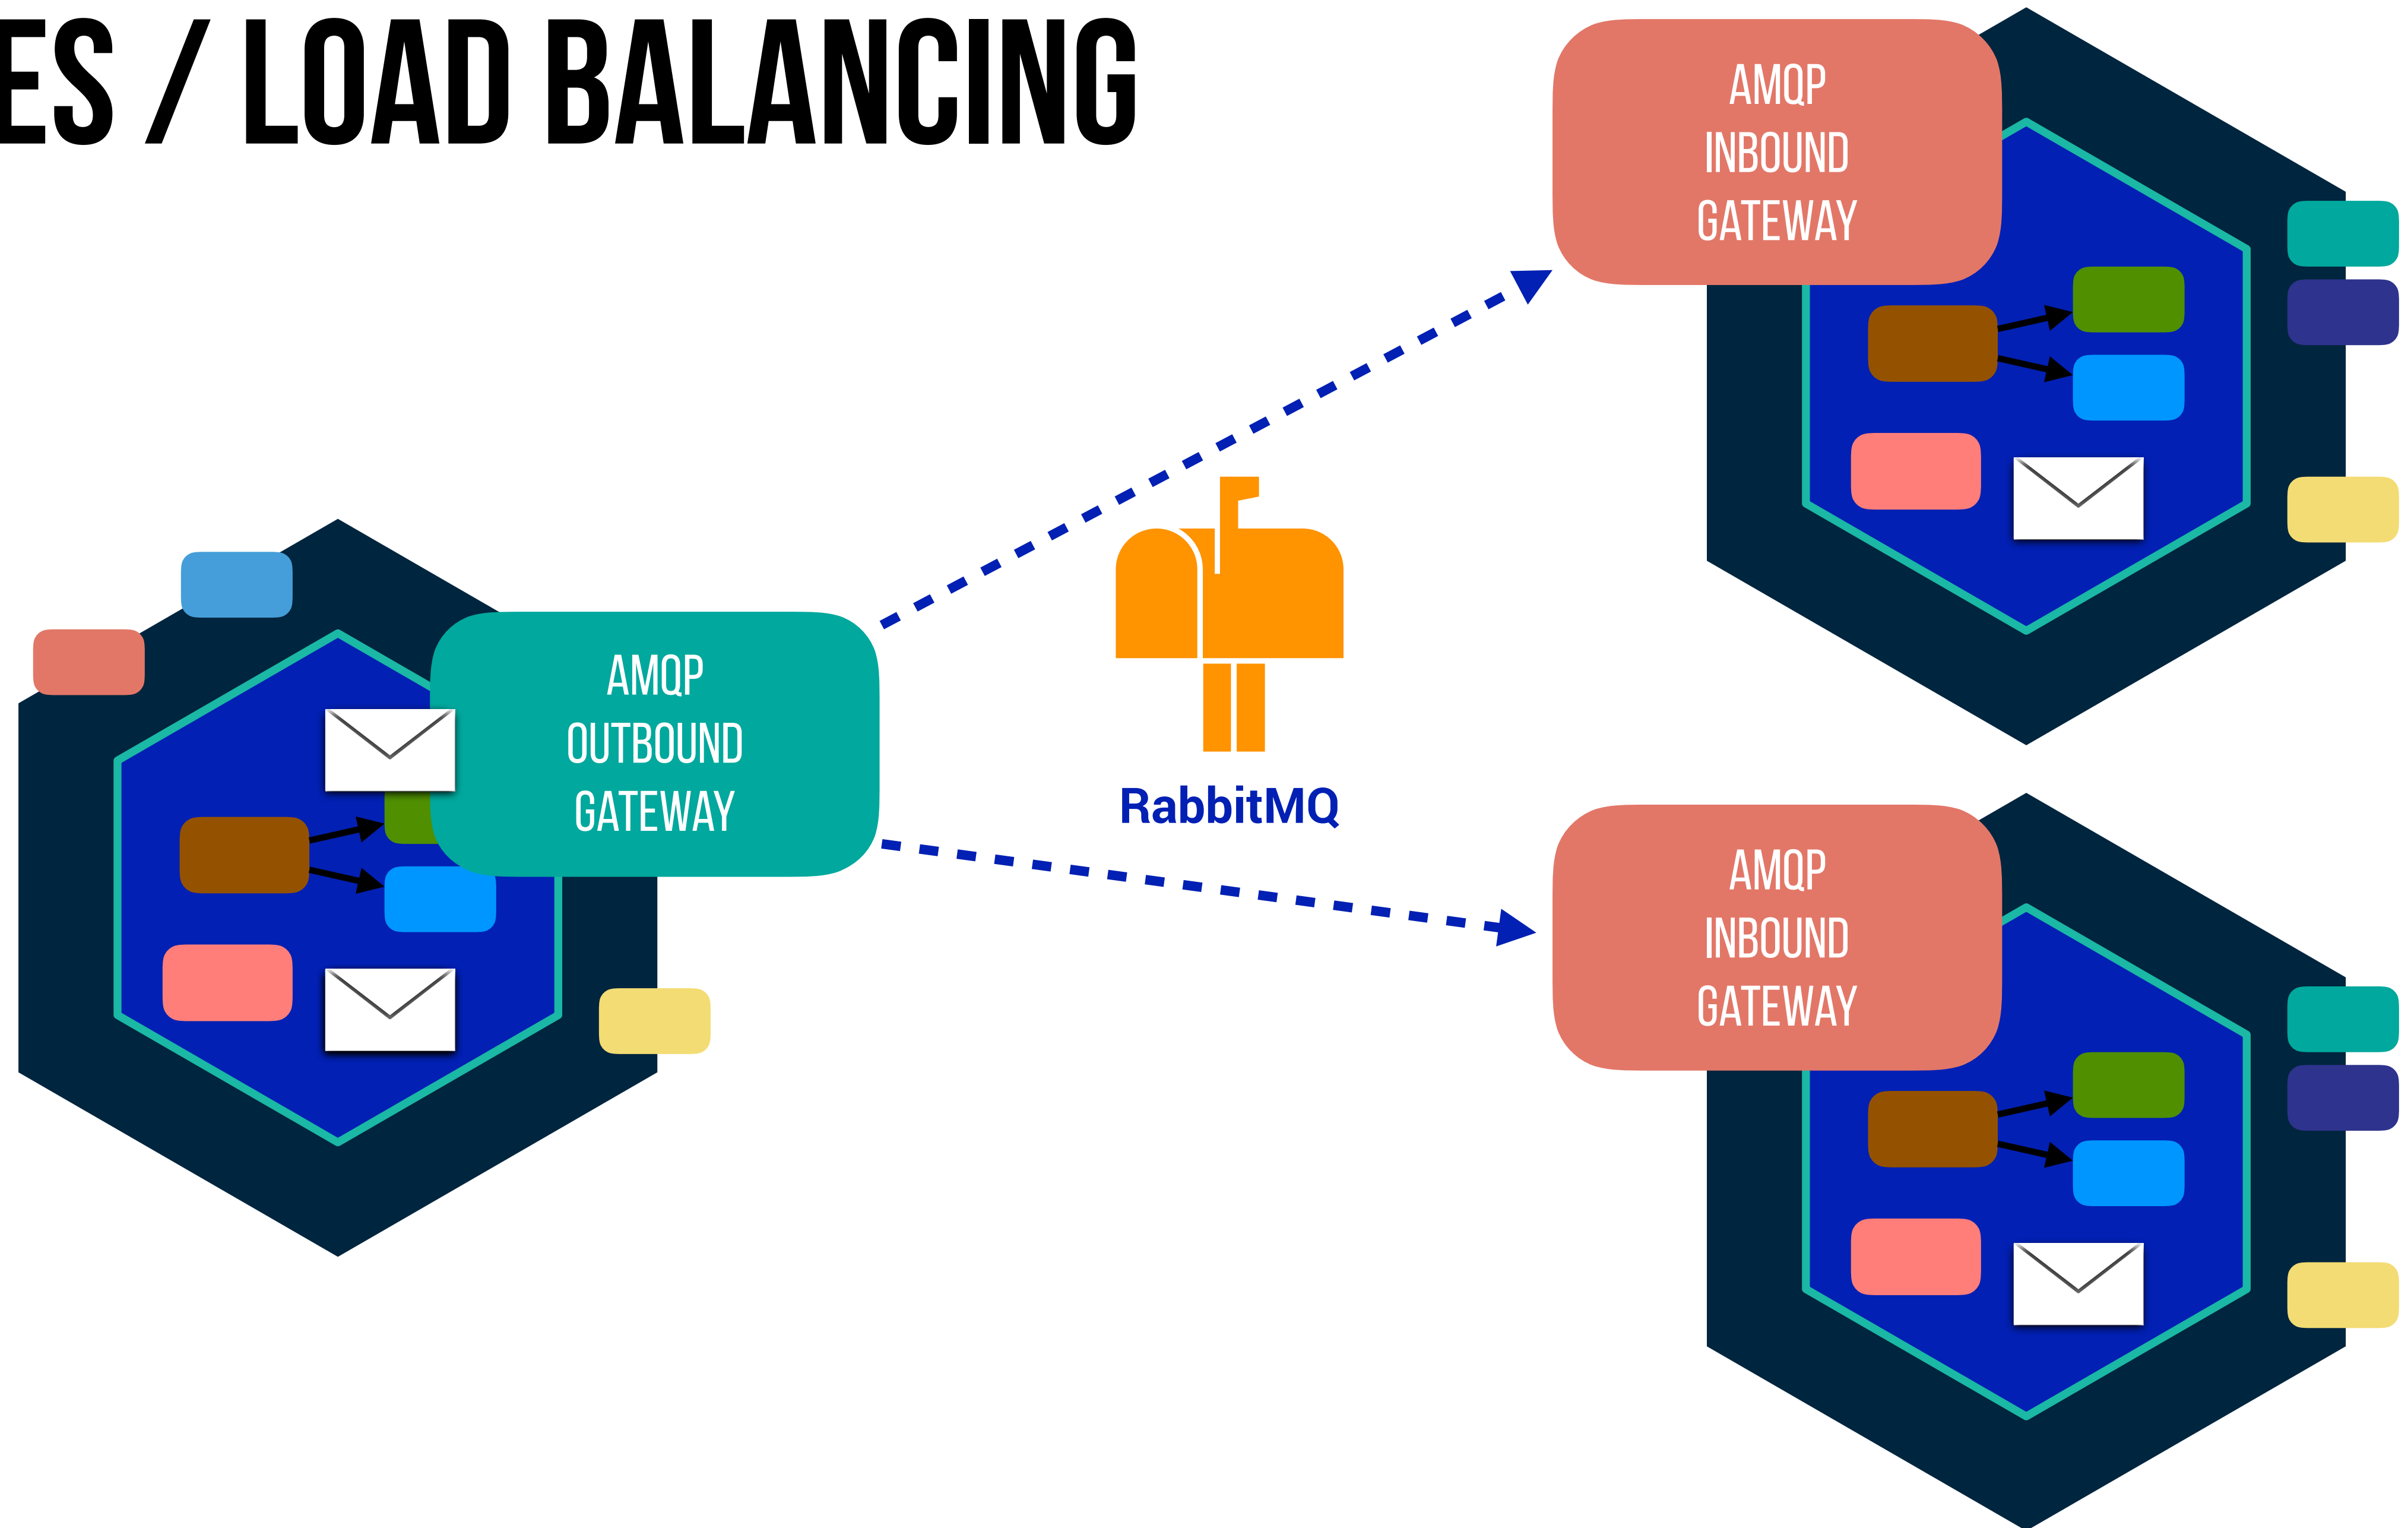 ES / LOAD BALANCING
AMQP
INBOUND
GATEWAY
AMQP
OUTBOUND
GATEWAY
RabbitMQ
AMQP
INBOUND
GATEWAY